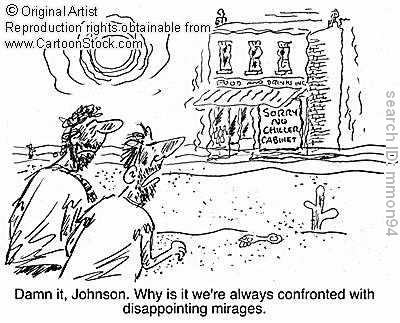 © Original Artist
Reproduction rights obtainable from
www.CartoonStock.com
FOOD AND DRINKS INC.
SORRY
NO
CHILLER
CABINET
search ID: mmon94
Damn it, Johnson. Why is it we're always confronted with
disappointing mirages.